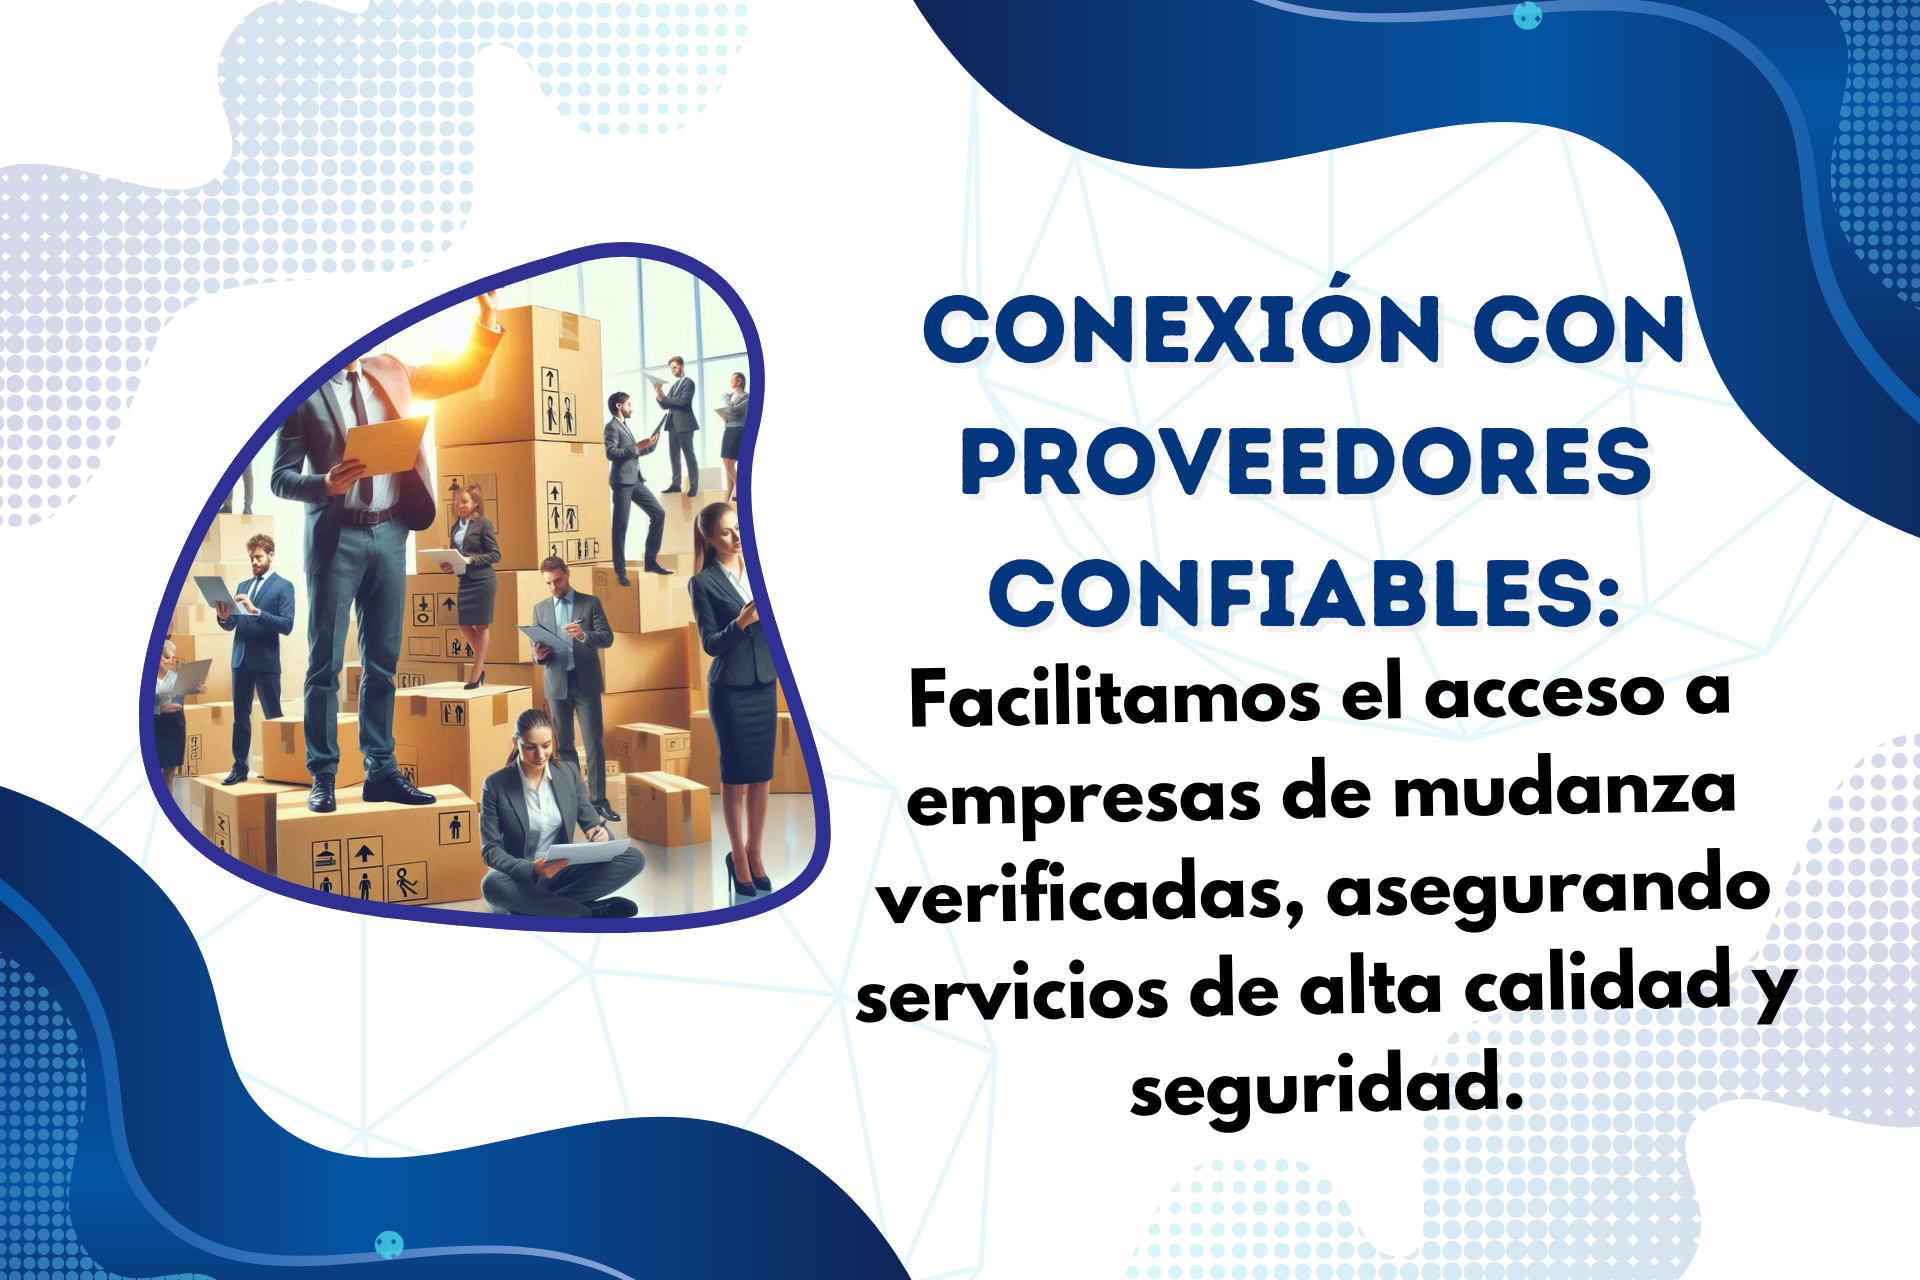 CONEXIÓN CON
PROVEEDORES
CONFIABLES:
Facilitamos el acceso a
empresas de mudanza
verificadas, asegurando
servicios de alta calidad y
seguridad.